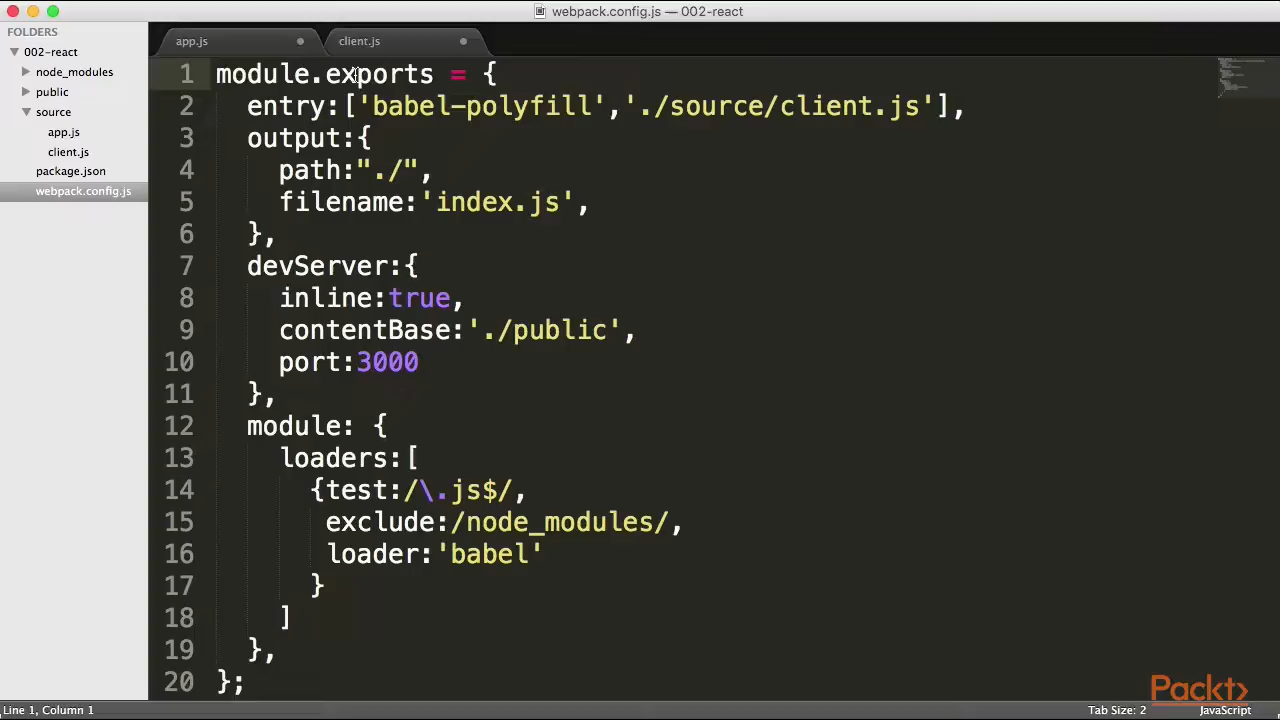 webpack.config.js — 002-react
FOLDERS
002-react
node_modules
public
source
app.js
client.js
package.json
webpack.config.js
app.js
client.js
1 module.exports = {
2 entry:['babel-polyfill','./source/client.js'],
3 output:{
4 path:"./",
5 filename:'index.js',
6 },
7 devServer:{
8 inline:true,
9 contentBase:'./public',
10 port:3000
11 },
12 module: {
13 loaders:[
14 {test:/\.js$/,
15 exclude:/node_modules/,
16 loader:'babel'
17 }
18 ]
19 },
20 };
Packt>
Line 1, Column 1
Tab Size: 2
JavaScript